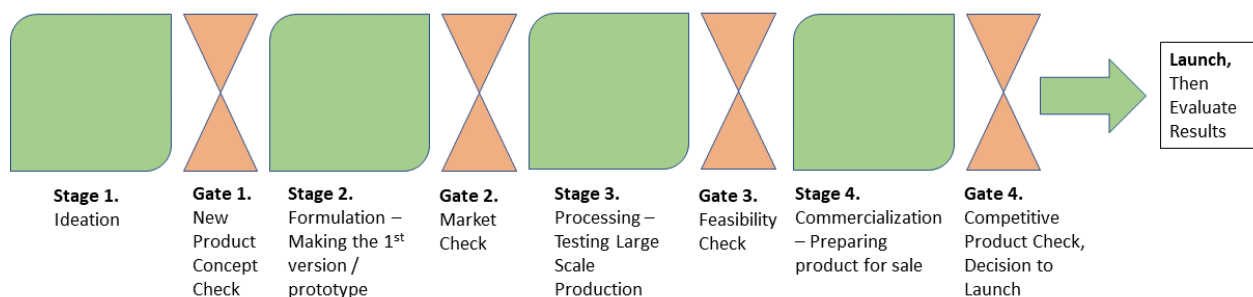 Stage 1.
Ideation
Gate 1.
New
Product
Concept
Check
Stage 2.
Formulation –
Making the 1st
version /
prototype
Gate 2.
Market
Check
Stage 3.
Processing –
Testing Large
Scale
Production
Gate 3.
Feasibility
Check
Stage 4.
Commercialization
– Preparing
product for sale
Gate 4.
Competitive
Product Check,
Decision to
Launch
Launch,
Then
Evaluate
Results